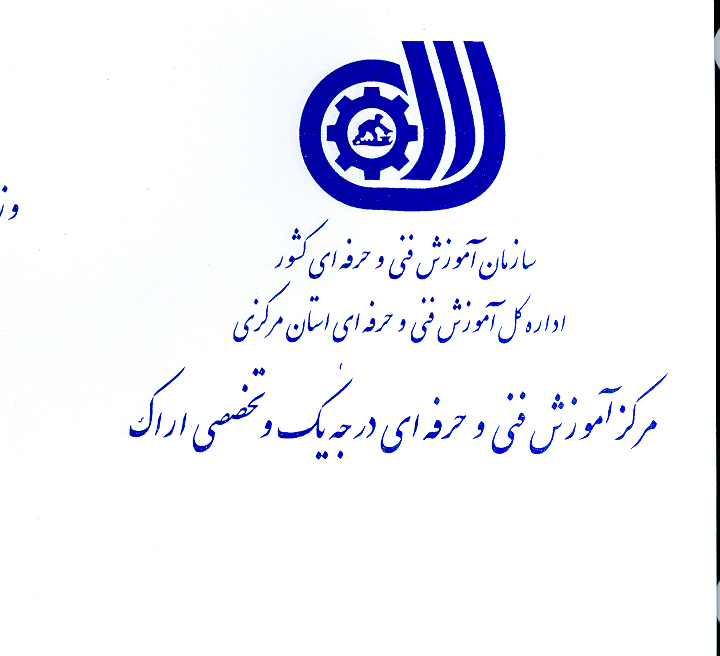 سازمان آموزش فنی و حرفه ای کشور
اداره کل آموزش فنی و حرفه ای استان مرکزی
مرکز آموزش فنی و حرفه ای درجه یک و تخصصی اراک